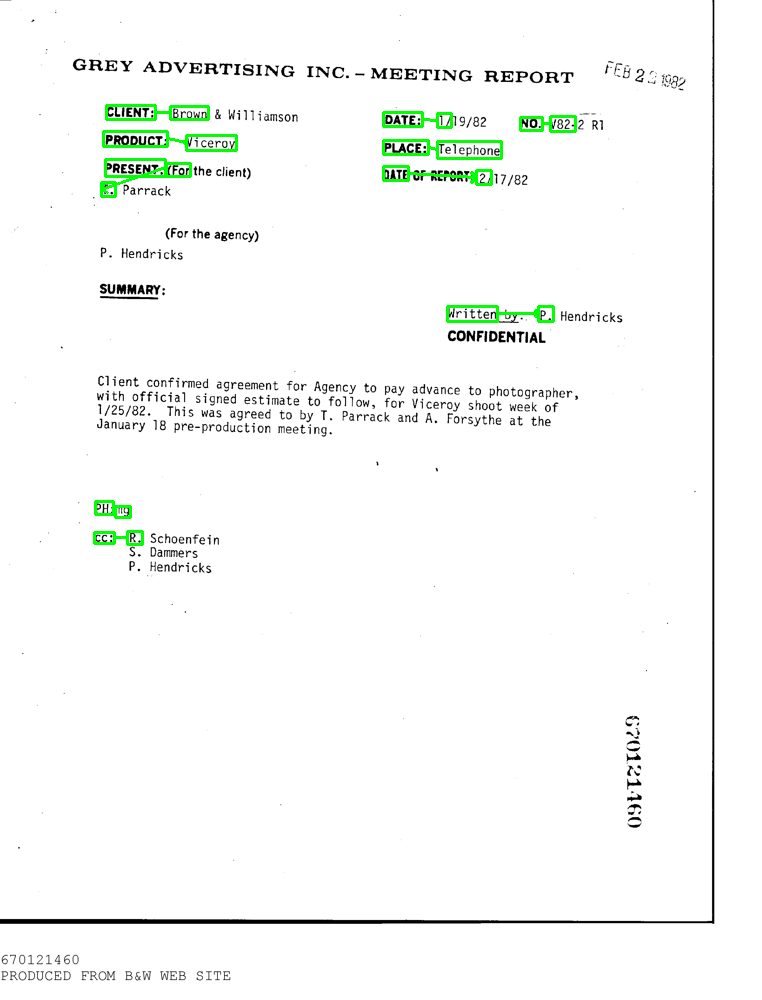 GREY ADVERTISING INC. – MEETING REPORT
FEB 2 1982
CLIENT: Brown & Williamson
DATE: 1/19/82 NO. V82-2 R1
PRODUCT: Viceroy
PLACE: Telephone
PRESENT: (For the client)
DATE OF REPORT: 2/17/82
Parrack
(For the agency)
P. Hendricks
SUMMARY:
Written by: P. Hendricks
CONFIDENTIAL
Client confirmed agreement for Agency to pay advance to photographer,
with official signed estimate to follow, for Viceroy shoot week of
1/25/82. This was agreed to by T. Parrack and A. Forsythe at the
January 18 pre-production meeting.
PH:mg
cc: R. Schoenfein
S. Dammers
P. Hendricks
670121460
670121460
PRODUCED FROM B&W WEB SITE